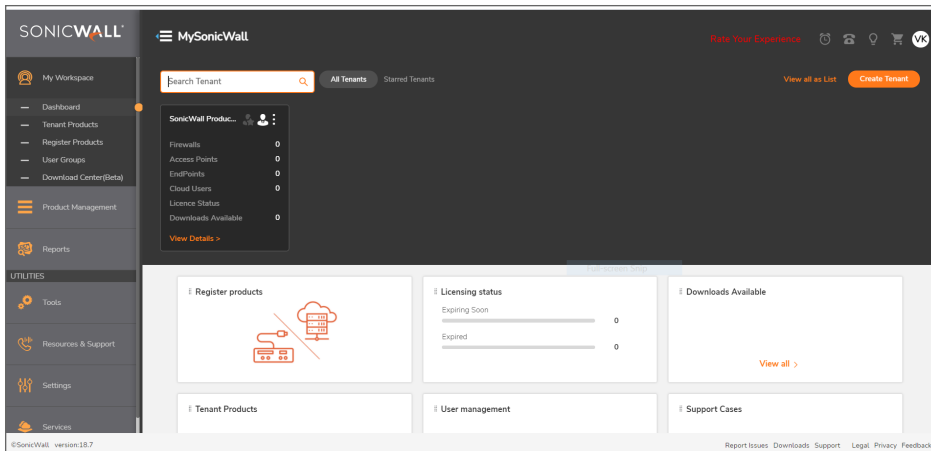 SONICWALL
MySonicWall
Rate Your Experience
VK
My Workspace
Dashboard
Tenant Products
Register Products
User Groups
Download Center(Beta)
Product Management
Reports
UTILITIES
Tools
Resources & Support
Settings
Services
Search Tenant
All Tenants
Starred Tenants
View all as List
Create Tenant
SonicWall Produc...
Firewalls 0
Access Points 0
EndPoints 0
Cloud Users 0
Licence Status
Downloads Available 0
View Details >
Full-screen Snip
Register products
Licensing status
Expiring Soon
0
Expired
0
Downloads Available
View all >
Tenant Products
User management
Support Cases
©SonicWall version:18.7
Report Issues Downloads Support Legal Privacy Feedback